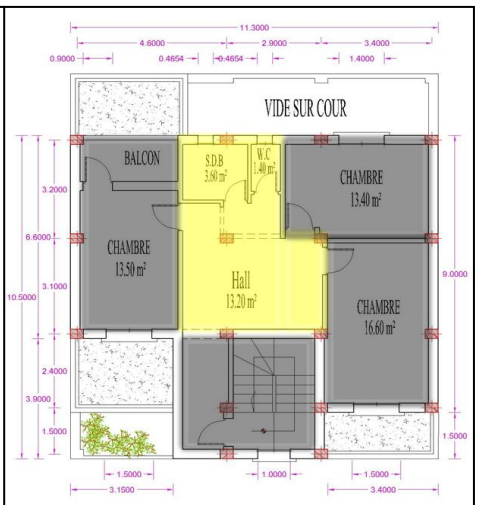 11.3000
4.6000 2.9000 3.4000
0.9000 0.4654 0.4654 1.4000
VIDE SUR COUR
BALCON
S.D.B
3.60 m²
W.C
1.40 m²
CHAMBRE
13.40 m²
3.2000
6.6000
CHAMBRE
13.50 m²
Hall
13.20 m²
9.0000
3.1000
10.5000
CHAMBRE
16.60 m²
2.4000
3.9000
1.5000
1.5000
1.5000 1.0000 1.5000
3.1500 3.4000